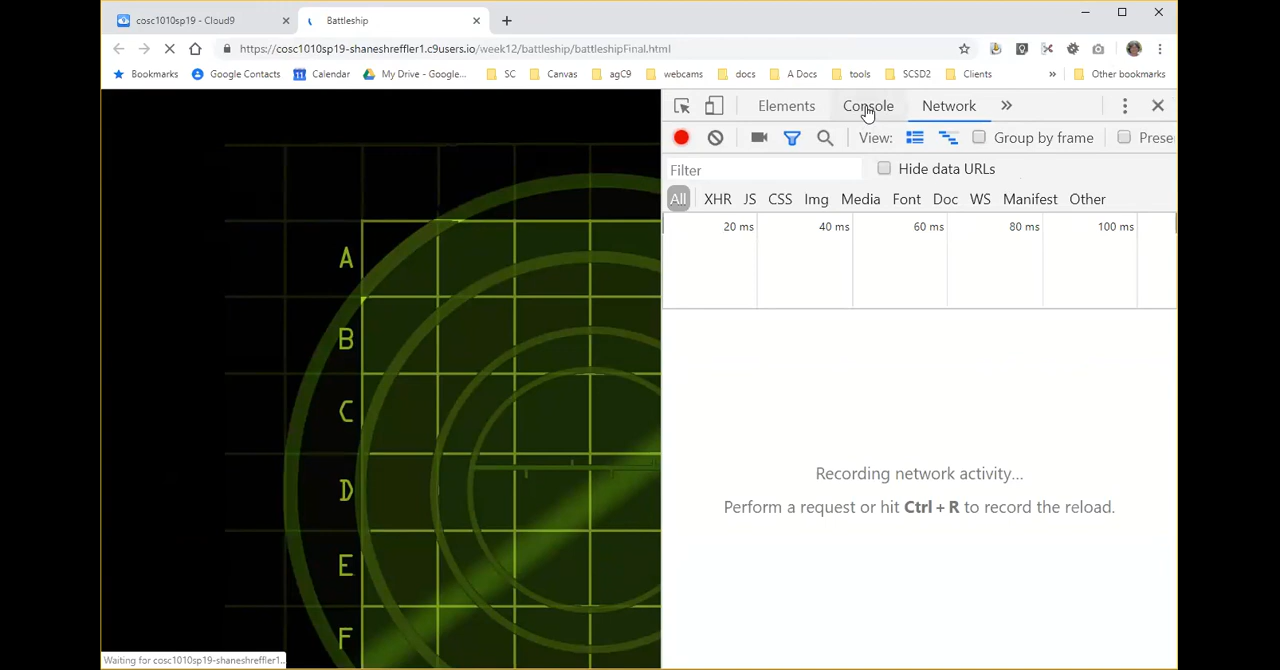 cosc1010sp19 - Cloud9
Battleship
https://cosc1010sp19-shaneshreffler1.c9users.io/week12/battleship/battleshipFinal.html
Bookmarks Google Contacts Calendar My Drive - Google... SC Canvas agC9 webcams docs A Docs tools SCSD2 Clients » Other bookmarks
Elements Console Network »
View: Group by frame Prese
Filter Hide data URLs
All XHR JS CSS Img Media Font Doc WS Manifest Other
20 ms 40 ms 60 ms 80 ms 100 ms
A
B
C
D
E
F
Recording network activity...
Perform a request or hit Ctrl + R to record the reload.
Waiting for cosc1010sp19-shaneshreffler1...